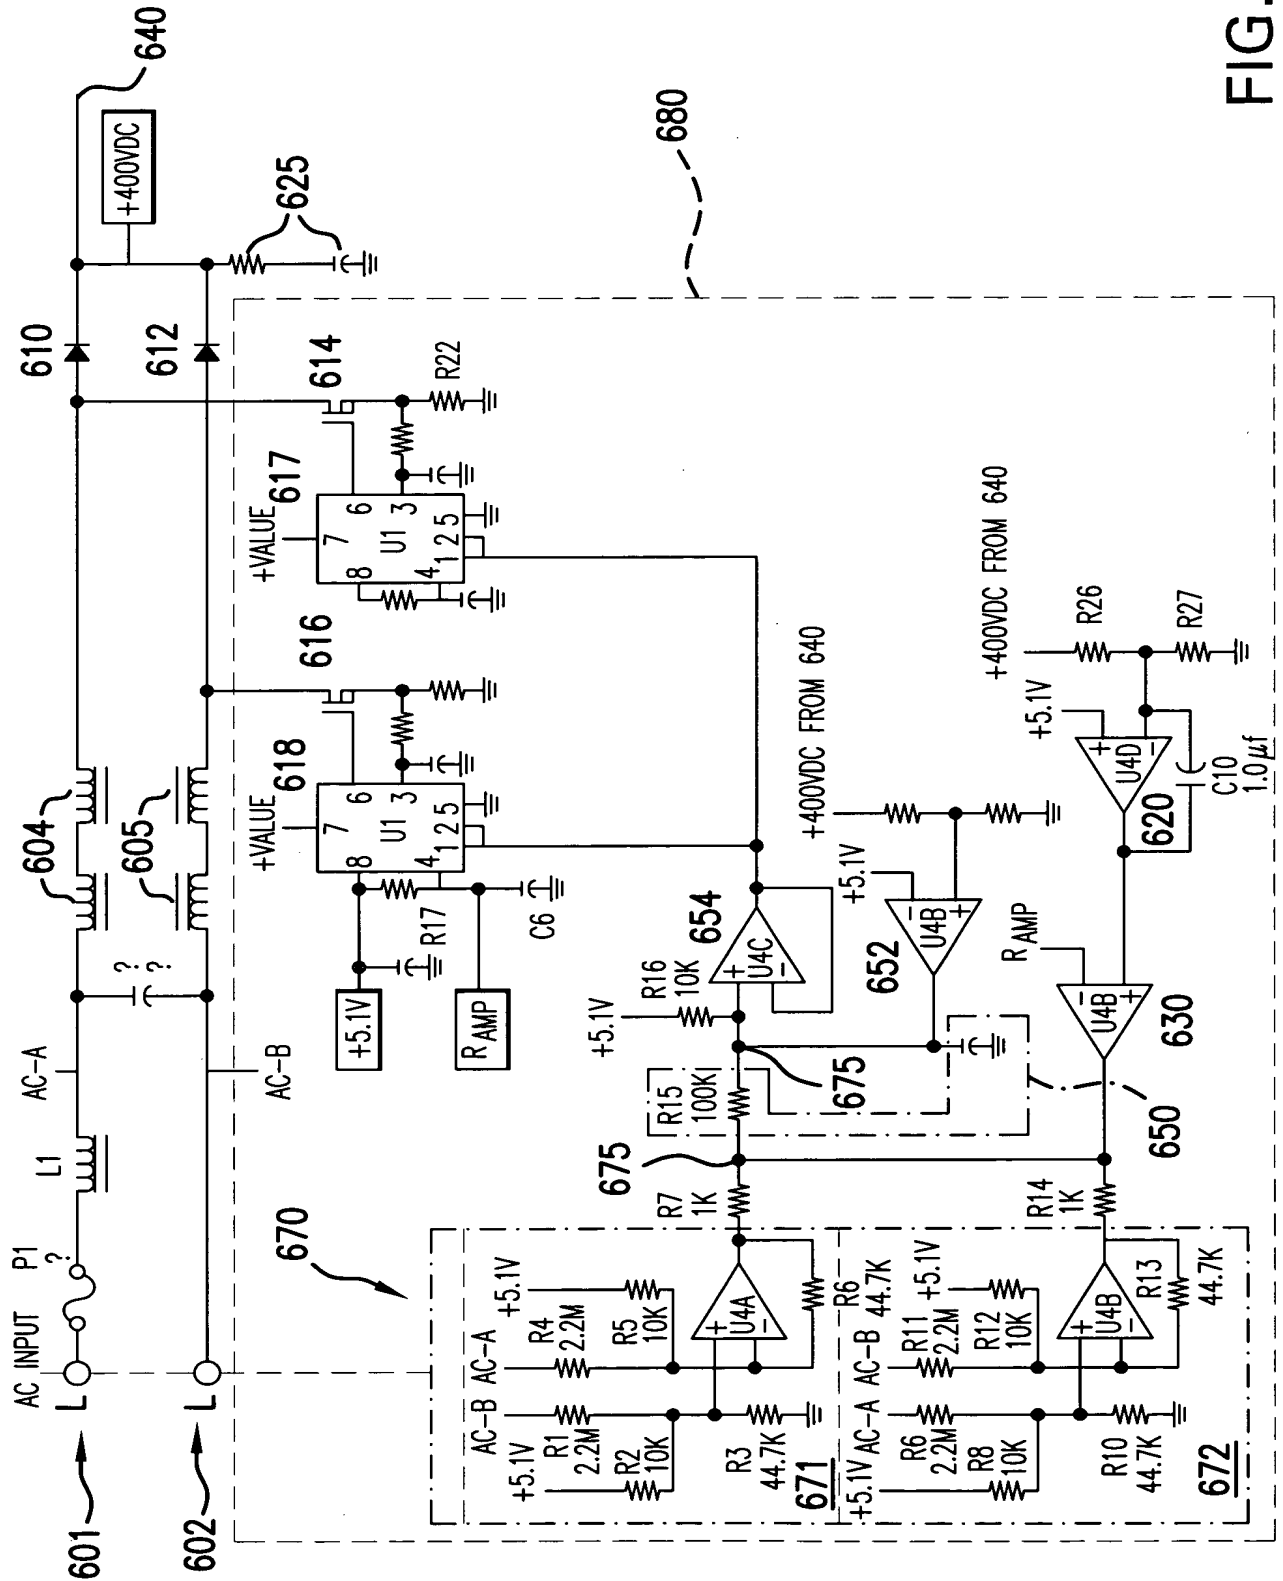 AC INPUT
P1
?
L
L
601
602
L1
AC-A
AC-B
?
?
604
605
610
612
+400VDC
640
625
680
670
+5.1V
RAMP
R17
C6
+VALUE
618
7
8
6
U1
3
4
1 2 5
616
+VALUE
617
7
8
6
U1
3
4
1 2 5
614
R22
AC-B
AC-A
+5.1V
R1
2.2M
R2
10K
R3
44.7K
R4
2.2M
R5
10K
+5.1V
+
U4A
-
R6
44.7K
671
R7
1K
675
R15
100K
675
+5.1V
R16
10K
+
U4C
-
654
+400VDC FROM 640
+5.1V
-
U4B
+
652
650
AC-A
AC-B
+5.1V
R6
2.2M
R8
10K
R10
44.7K
R11
2.2M
R12
10K
+5.1V
+
U4B
-
R13
44.7K
672
R14
1K
RAMP
-
U4B
+
630
+400VDC FROM 640
+5.1V
+
U4D
-
620
C10
1.0µf
R26
R27
FIG.